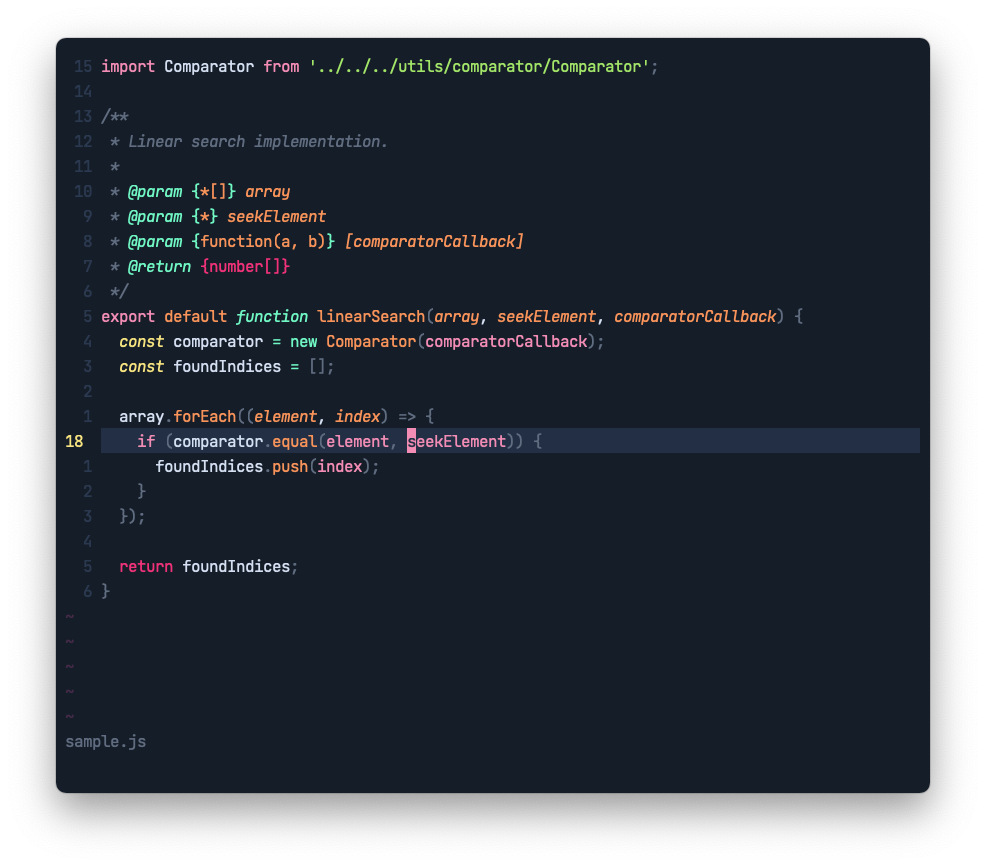 15 import Comparator from '../../../utils/comparator/Comparator';
14
13 /**
12  * Linear search implementation.
11  *
10  * @param {*[]} array
 9  * @param {*} seekElement
 8  * @param {function(a, b)} [comparatorCallback]
 7  * @return {number[]}
 6  */
 5 export default function linearSearch(array, seekElement, comparatorCallback) {
 4   const comparator = new Comparator(comparatorCallback);
 3   const foundIndices = [];
 2
 1   array.forEach((element, index) => {
18      if (comparator.equal(element, seekElement)) {
 1       foundIndices.push(index);
 2     }
 3   });
 4
 5   return foundIndices;
 6 }
~
~
~
~
~
sample.js